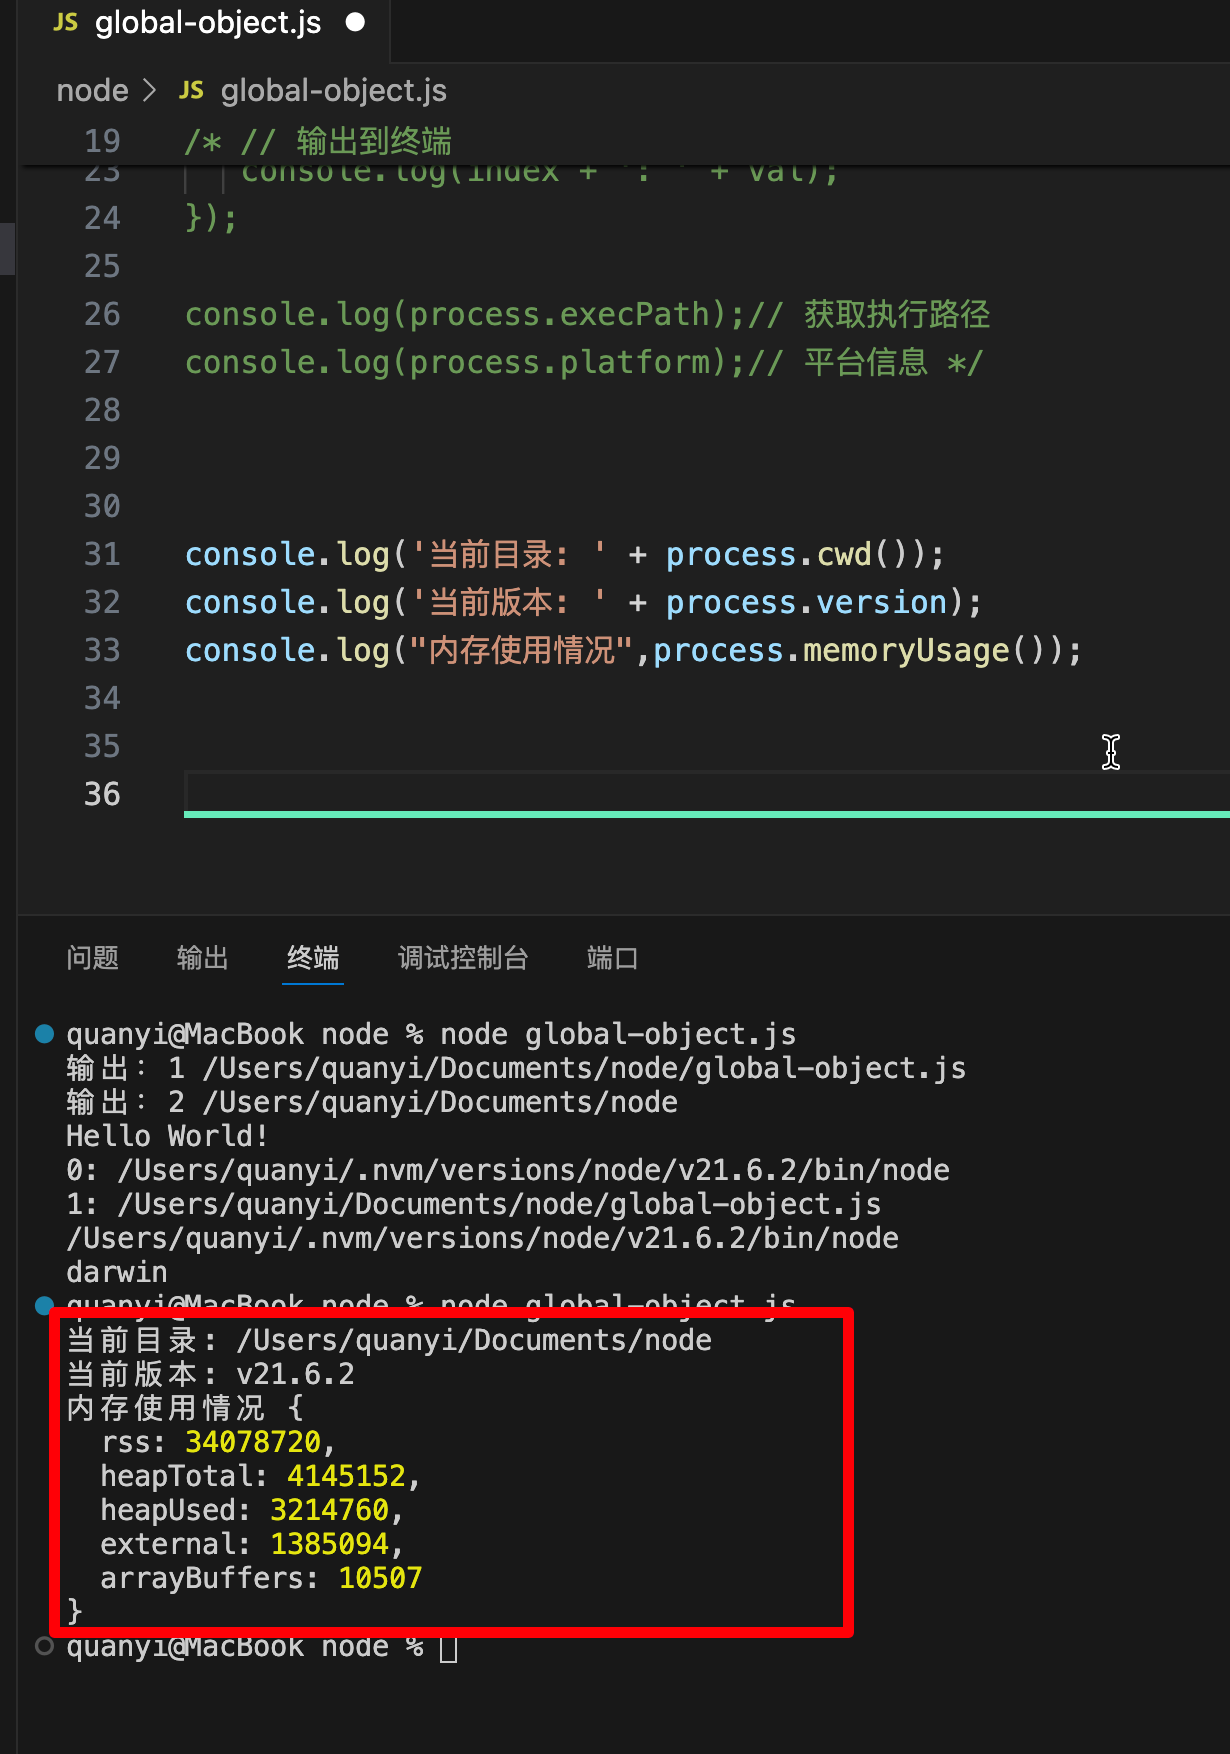 JS global-object.js
node > JS global-object.js
19 /* // 输出到终端
23 console.log(index + ': ' + val);
24 });
25
26 console.log(process.execPath);// 获取执行路径
27 console.log(process.platform);// 平台信息 */
28
29
30
31 console.log('当前目录: ' + process.cwd());
32 console.log('当前版本: ' + process.version);
33 console.log("内存使用情况",process.memoryUsage());
34
35
36
问题 输出 终端 调试控制台 端口
quanyi@MacBook node % node global-object.js
输出: 1 /Users/quanyi/Documents/node/global-object.js
输出: 2 /Users/quanyi/Documents/node
Hello World!
0: /Users/quanyi/.nvm/versions/node/v21.6.2/bin/node
1: /Users/quanyi/Documents/node/global-object.js
/Users/quanyi/.nvm/versions/node/v21.6.2/bin/node
darwin
quanyi@MacBook node % node global-object.js
当前目录: /Users/quanyi/Documents/node
当前版本: v21.6.2
内存使用情况 {
rss: 34078720,
heapTotal: 4145152,
heapUsed: 3214760,
external: 1385094,
arrayBuffers: 10507
}
quanyi@MacBook node %